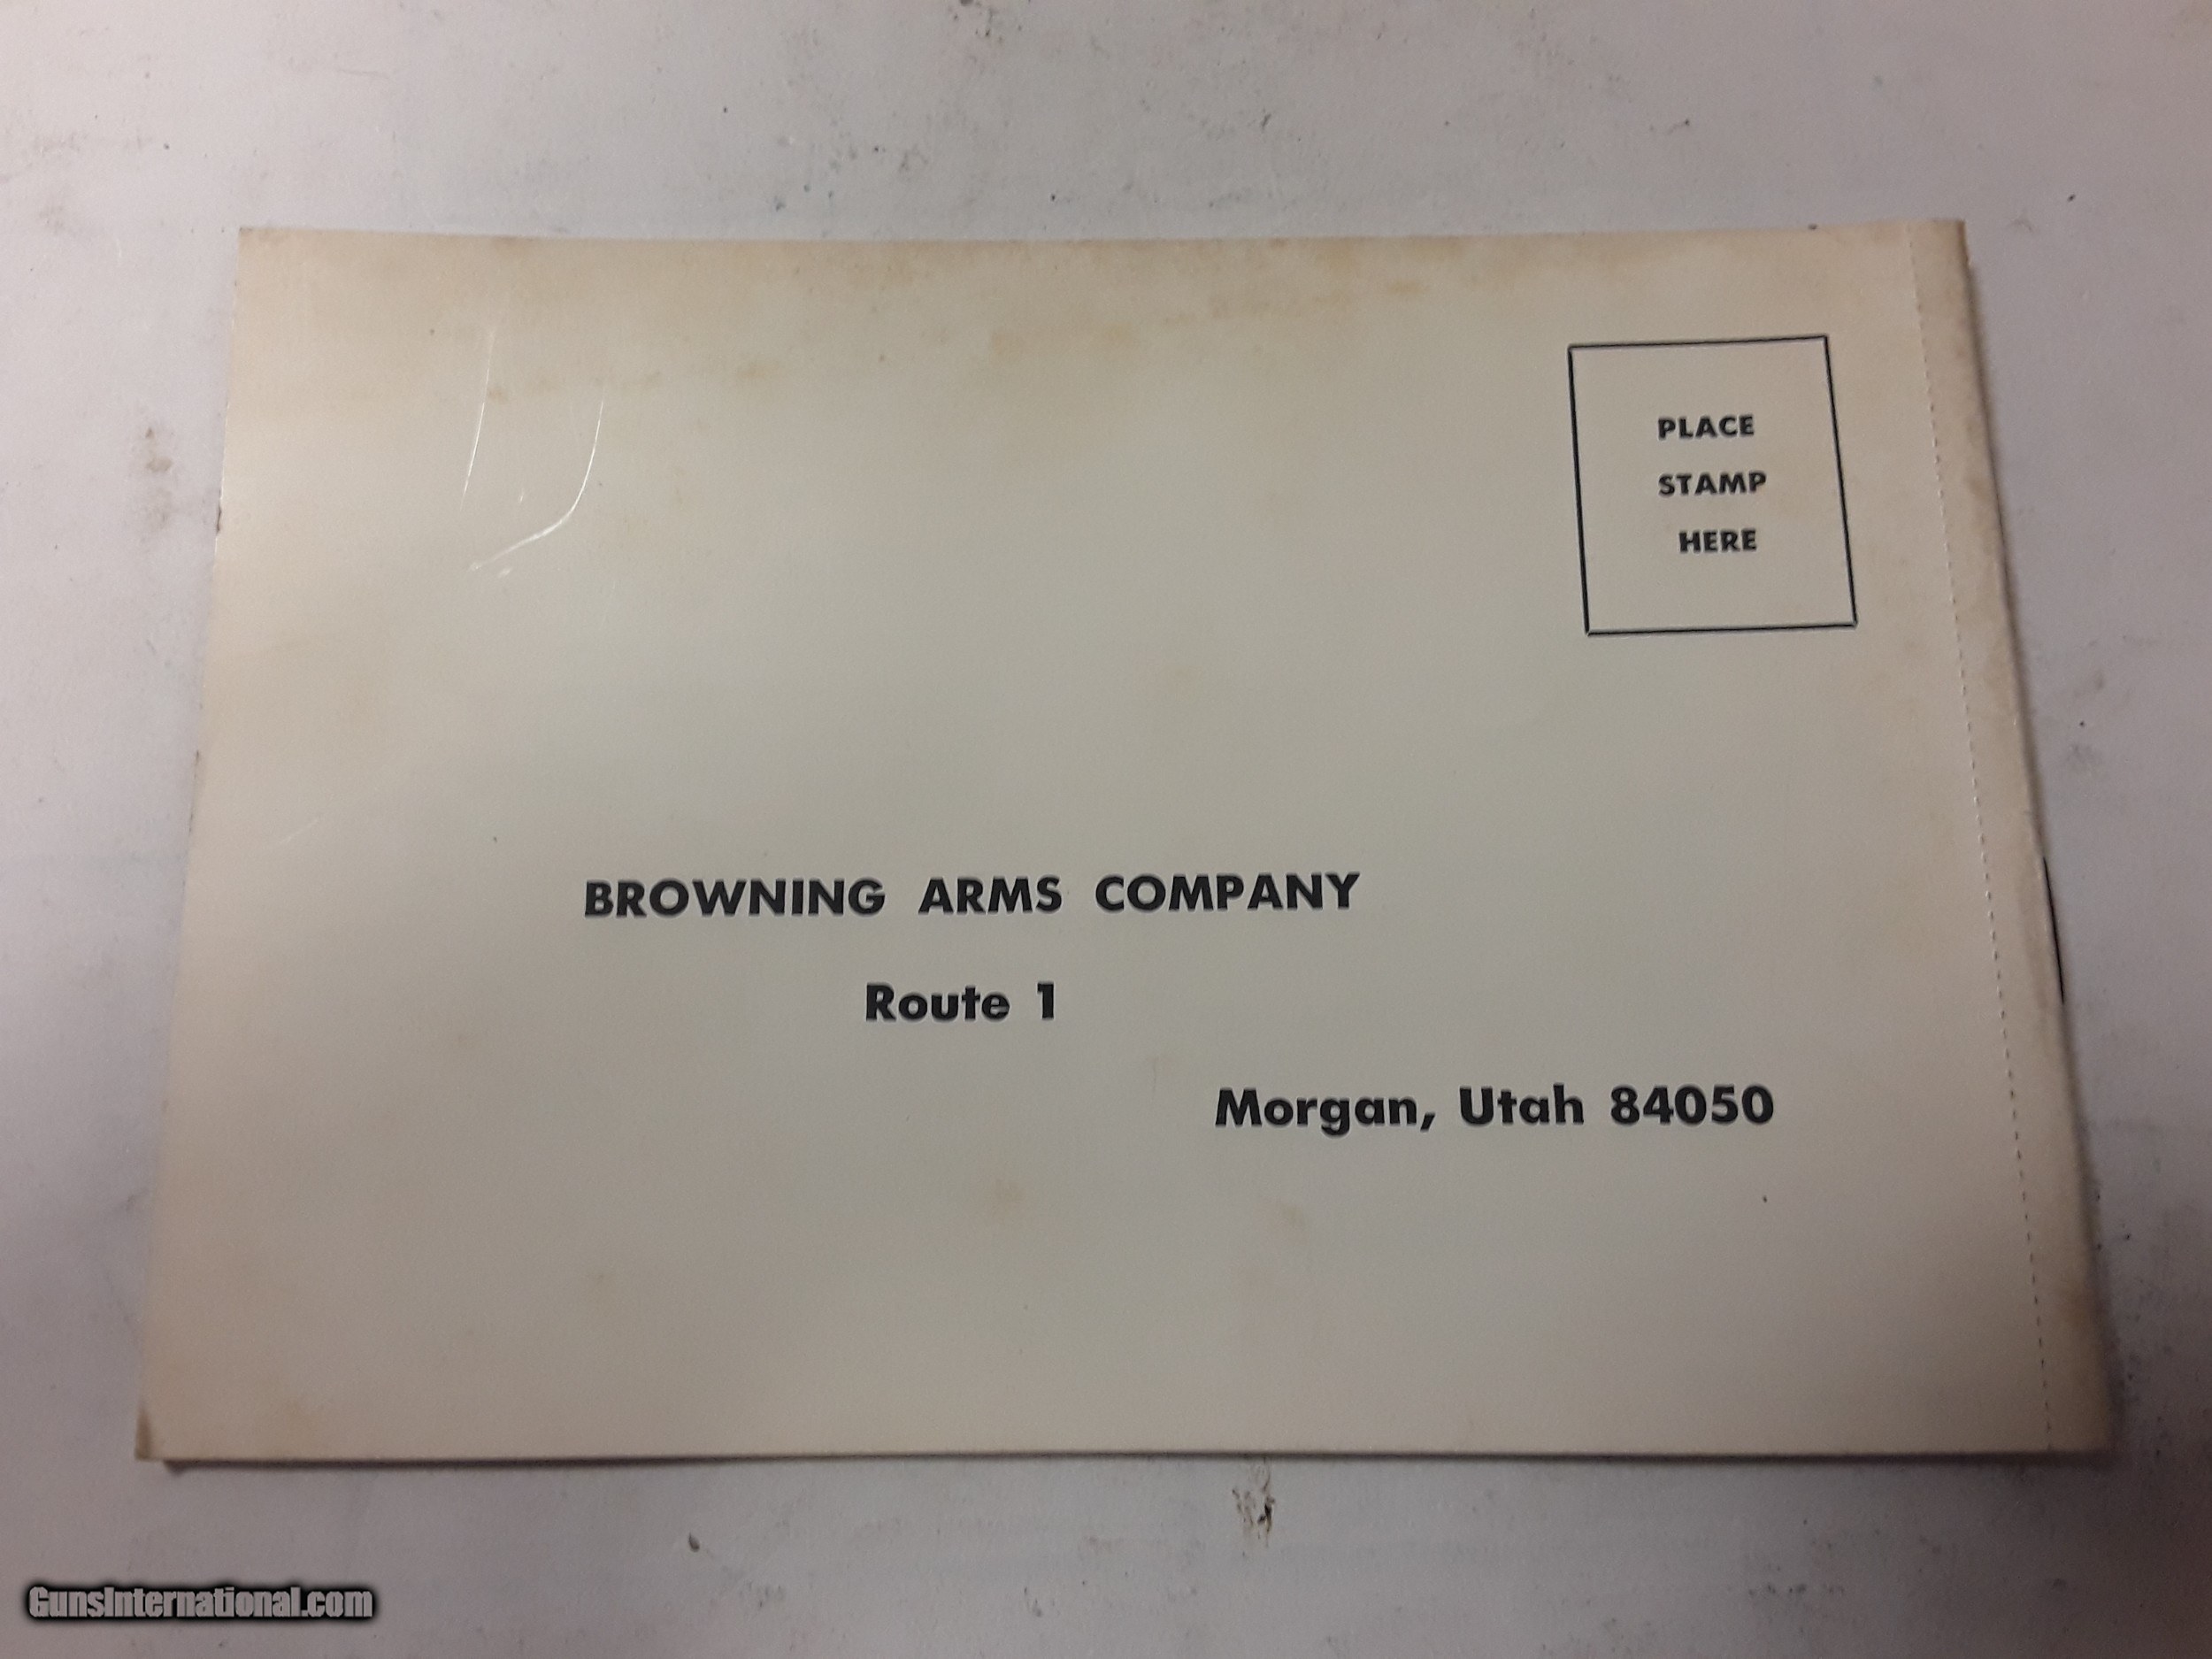 PLACE
STAMP
HERE
BROWNING ARMS COMPANY
Route 1
Morgan, Utah 84050
GunsInternational.com